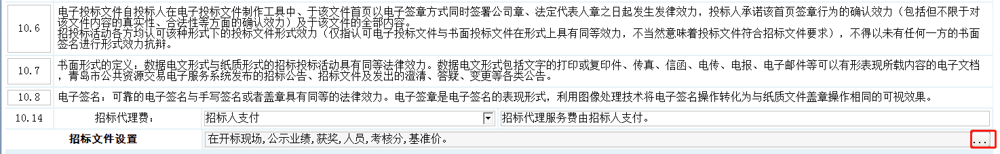 10.6
电子投标文件自投标人在电子投标文件制作工具中、于该文件首页以电子签章方式同时签署公司章、法定代表人章之日起发生发律效力，投标人承诺该首页签章行为的确认效力（包括但不限于对
该文件内容的真实性、合法性等方面的确认效力）及于该文件的全部内容。
招投标活动各方均认可该种形式下的投标文件形式效力（仅指认可电子投标文件与书面投标文件在形式上具有同等效力，不当然意味着投标文件符合招标文件要求），不得以未有任何一方的书面
签名进行形式效力抗辩。
10.7
书面形式的定义：数据电文形式与纸质形式的招标投标活动具有同等法律效力。数据电文形式包括文字的打印或复印件、传真、信函、电传、电报、电子邮件等可以有形表现所载内容的电子文档
，青岛市公共资源交易电子服务系统发布的招标公告、招标文件及发出的澄清、答疑、变更等各类公告。
10.8
电子签名：可靠的电子签名与手写签名或者盖章具有同等的法律效力。电子签章是电子签名的表现形式，利用图像处理技术将电子签名操作转化为与纸质文件盖章操作相同的可视效果。
10.14
招标代理费：
招标人支付
招标代理服务费由招标人支付。
招标文件设置
在开标现场,公示业绩,获奖,人员,考核分,基准价。
...